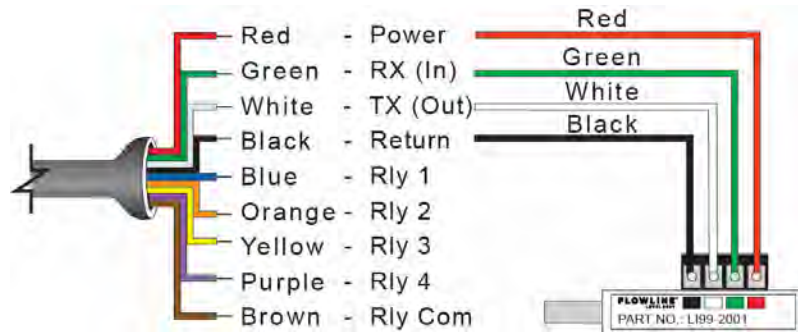 Red - Power Red
Green - RX (In) Green
White - TX (Out) White
Black - Return Black
Blue - Rly 1
Orange - Rly 2
Yellow - Rly 3
Purple - Rly 4
Brown - Rly Com
FLOWLINE
PART NO.: LI99-2001